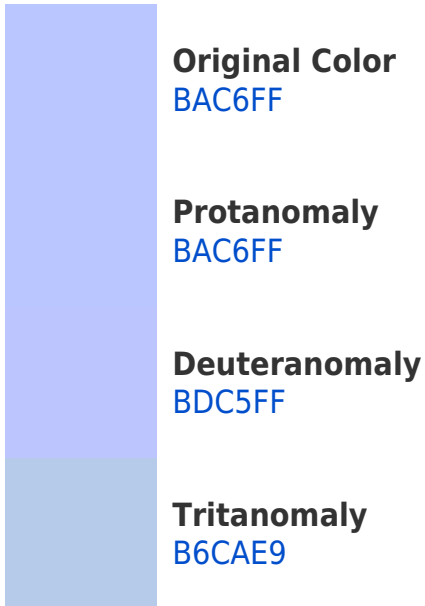 Original Color
BAC6FF
Protanomaly
BAC6FF
Deuteranomaly
BDC5FF
Tritanomaly
B6CAE9